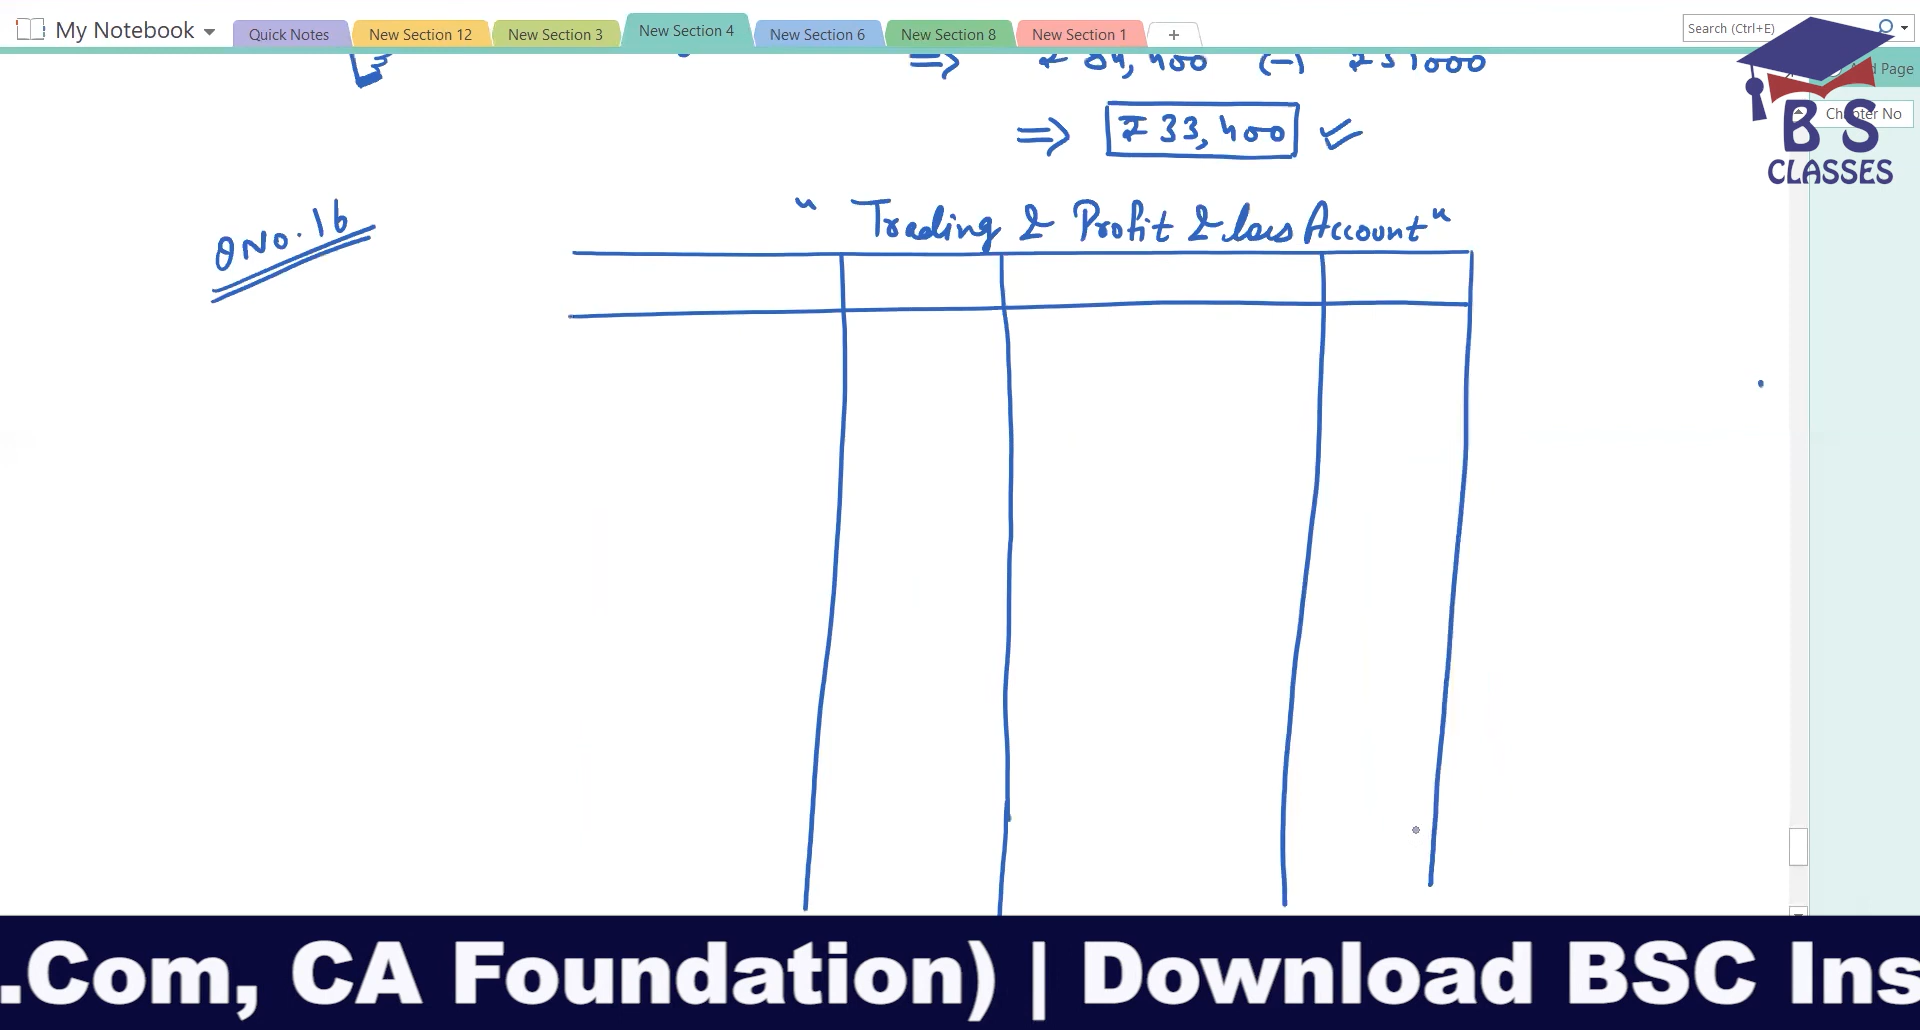 My Notebook Quick Notes New Section 12 New Section 3 New Section 4 New Section 6 New Section 8 New Section 1 + Search (Ctrl+E)
⇒ (−)
Page
⇒ ₹ 33,400
Chapter No
BS
CLASSES
Q No. 16
" Trading & Profit & loss Account "
.Com, CA Foundation) | Download BSC Ins